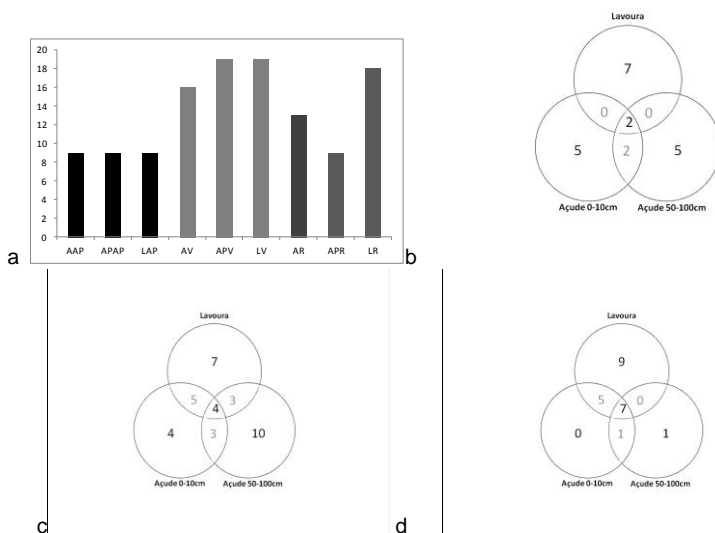 20
18
16
14
12
10
8
6
4
2
0
AAP APAP LAP AV APV LV AR APR LR
a
Lavoura
7
0 0
2
5 2 5
Açude 0-10cm Açude 50-100cm
b
Lavoura
7
5 3
4
4 3 10
Açude 0-10cm Açude 50-100cm
c
Lavoura
9
5 0
7
0 1 1
Açude 0-10cm Açude 50-100cm
d